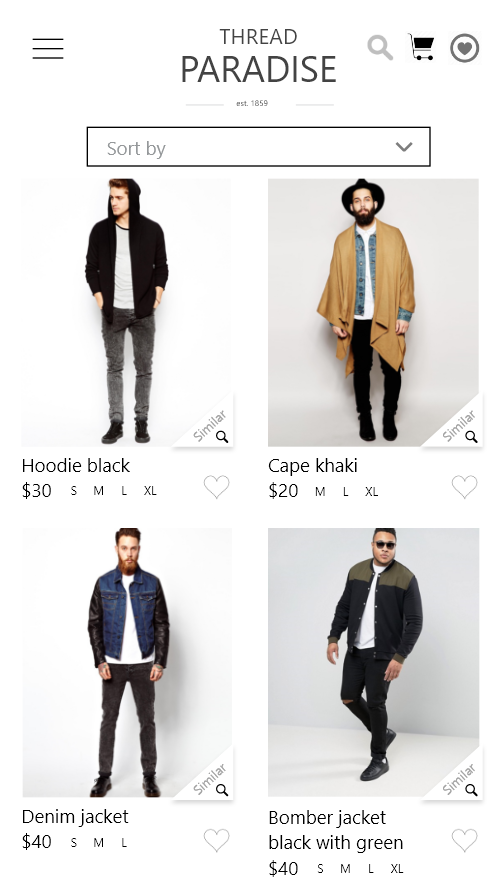 THREAD
PARADISE
est. 1859
Sort by
Similar
Similar
Hoodie black
$30 S M L XL
Cape khaki
$20 M L XL
Similar
Similar
Denim jacket
$40 S M L
Bomber jacket
black with green
$40 S M L XL